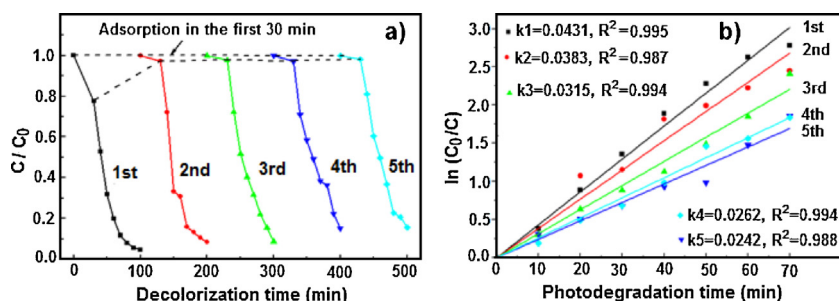 Adsorption in the first 30 min
a)
C / C0
1.0
0.8
0.6
0.4
0.2
0.0
1st
2nd
3rd
4th
5th
0
100
200
300
400
500
Decolorization time (min)
b)
ln (C0/C)
3.0
2.5
2.0
1.5
1.0
0.5
0.0
k1=0.0431, R²=0.995
k2=0.0383, R²=0.987
k3=0.0315, R²=0.994
1st
2nd
3rd
4th
5th
k4=0.0262, R²=0.994
k5=0.0242, R²=0.988
0
10
20
30
40
50
60
70
Photodegradation time (min)